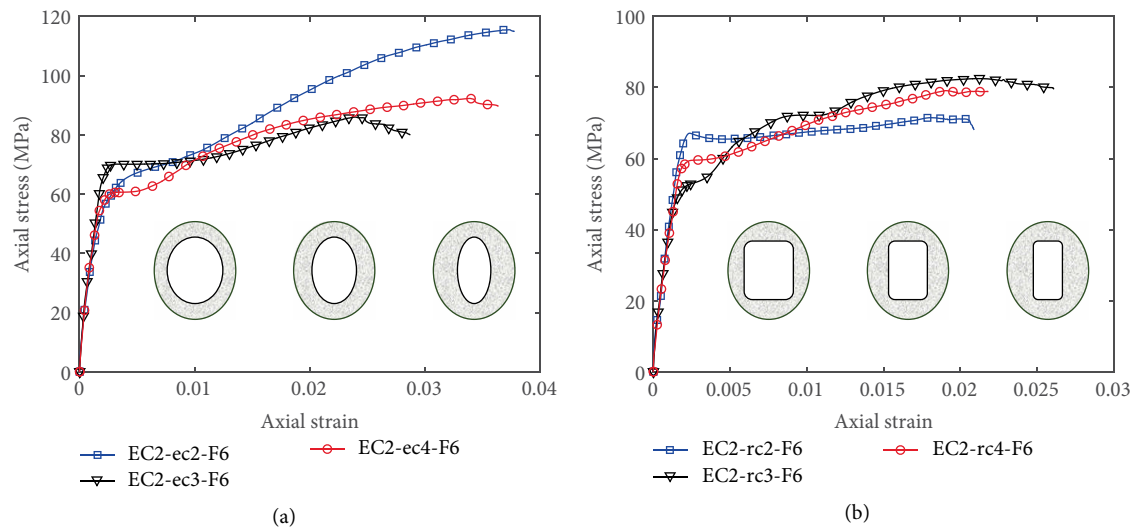 120
100
80
60
40
20
0
Axial stress (MPa)
0
0.01
0.02
0.03
0.04
Axial strain
EC2-ec2-F6
EC2-ec3-F6
EC2-ec4-F6
(a)
100
80
60
40
20
0
Axial stress (MPa)
0
0.005
0.01
0.015
0.02
0.025
0.03
Axial strain
EC2-rc2-F6
EC2-rc3-F6
EC2-rc4-F6
(b)